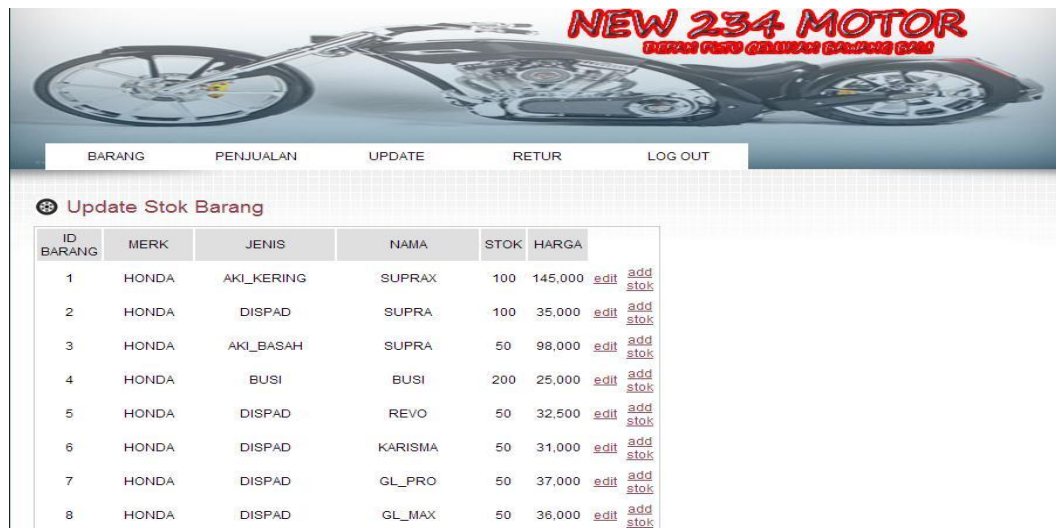 NEW 234 MOTOR
BARANG PENJUALAN UPDATE RETUR LOG OUT
Update Stok Barang
ID BARANG MERK JENIS NAMA STOK HARGA
1 HONDA AKI_KERING SUPRAX 100 145,000 edit add stok
2 HONDA DISPAD SUPRA 100 35,000 edit add stok
3 HONDA AKI_BASAH SUPRA 50 98,000 edit add stok
4 HONDA BUSI BUSI 200 25,000 edit add stok
5 HONDA DISPAD REVO 50 32,500 edit add stok
6 HONDA DISPAD KARISMA 50 31,000 edit add stok
7 HONDA DISPAD GL_PRO 50 37,000 edit add stok
8 HONDA DISPAD GL_MAX 50 36,000 edit add stok